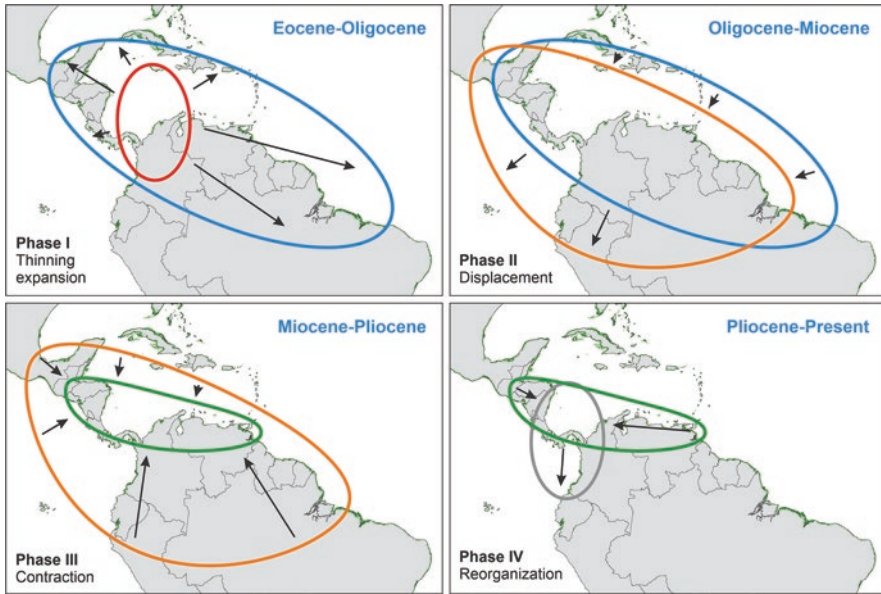 Eocene-Oligocene
Phase I
Thinning
expansion
Oligocene-Miocene
Phase II
Displacement
Miocene-Pliocene
Phase III
Contraction
Pliocene-Present
Phase IV
Reorganization